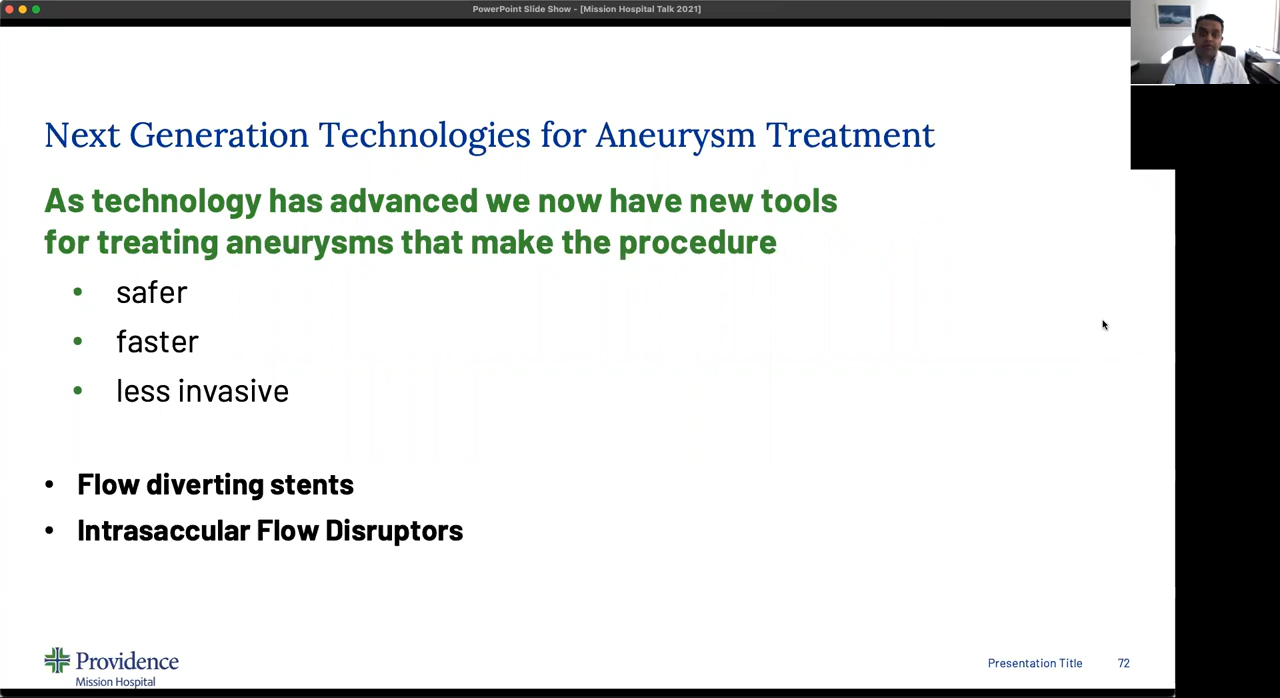 PowerPoint Slide Show - [Mission Hospital Talk 2021]
Next Generation Technologies for Aneurysm Treatment
As technology has advanced we now have new tools
for treating aneurysms that make the procedure
• safer
• faster
• less invasive
• Flow diverting stents
• Intrasaccular Flow Disruptors
Providence
Mission Hospital
Presentation Title 72